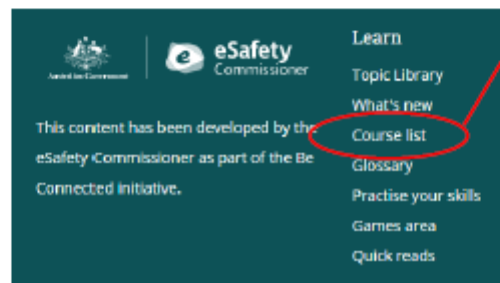 Australian Government
eSafety
Commissioner
This content has been developed by the
eSafety Commissioner as part of the Be
Connected initiative.
Learn
Topic Library
What's new
Course list
Glossary
Practise your skills
Games area
Quick reads